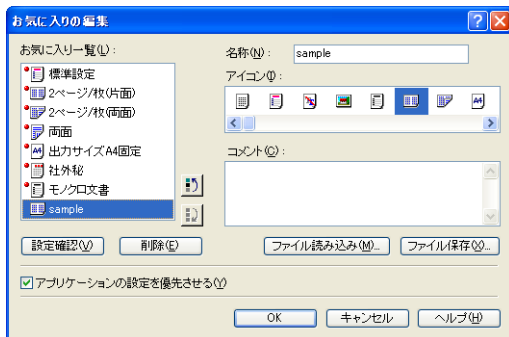 お気に入りの編集
お気に入り一覧(L):
標準設定
2ページ/枚(片面)
2ページ/枚(両面)
両面
出力サイズA4固定
社外秘
モノクロ文書
sample
名称(N):
sample
アイコン(I):
A4
コメント(C):
設定確認(V)
削除(E)
ファイル読み込み(M)...
ファイル保存(X)...
アプリケーションの設定を優先させる(Y)
OK
キャンセル
ヘルプ(H)